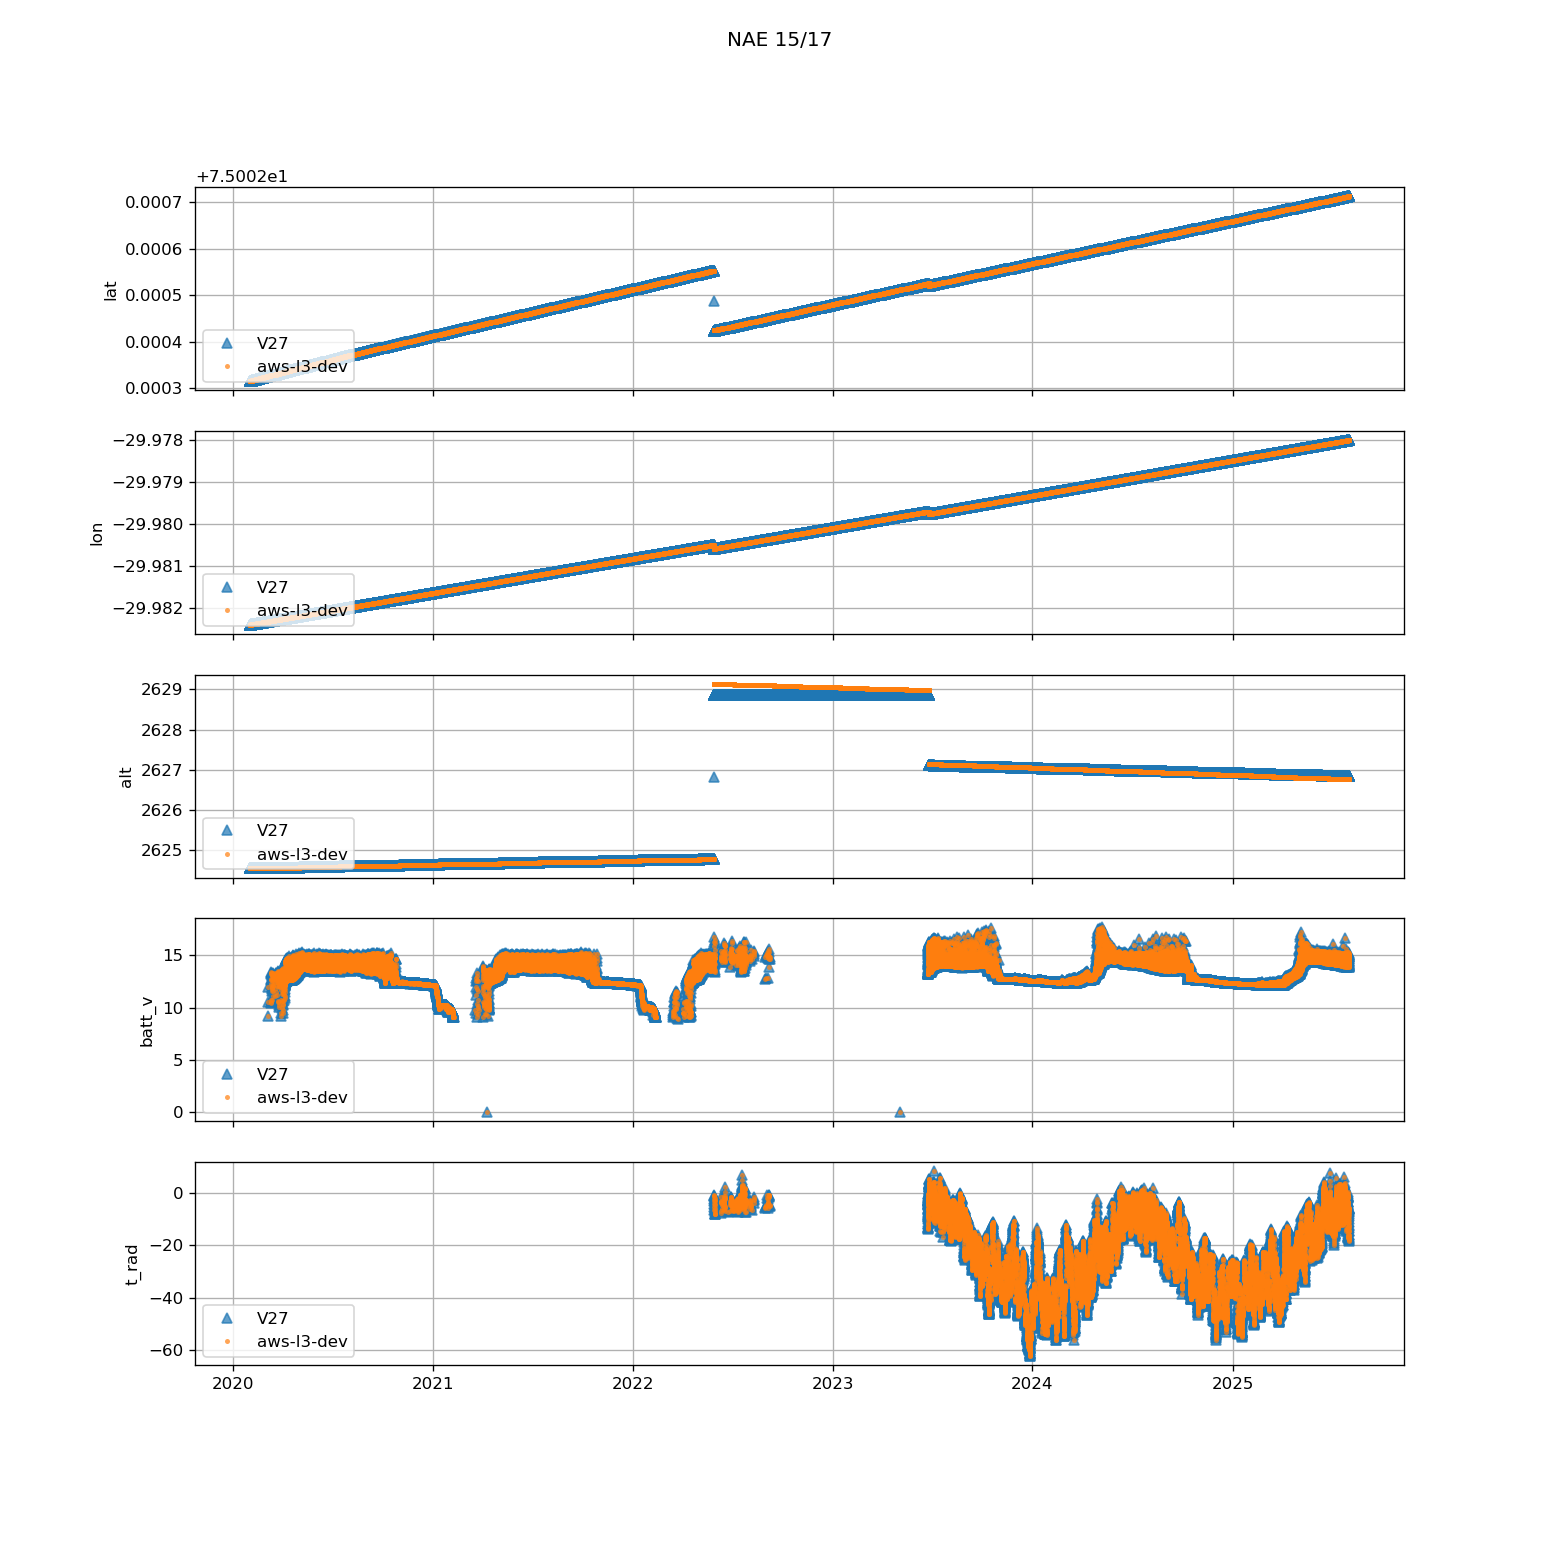 NAE 15/17
+7.5002e1
0.0007
0.0006
0.0005
0.0004
0.0003
lat
V27
aws-l3-dev
−29.978
−29.979
−29.980
−29.981
−29.982
lon
V27
aws-l3-dev
2629
2628
2627
2626
2625
alt
V27
aws-l3-dev
15
10
5
0
batt_v
V27
aws-l3-dev
0
−20
−40
−60
t_rad
V27
aws-l3-dev
2020 2021 2022 2023 2024 2025